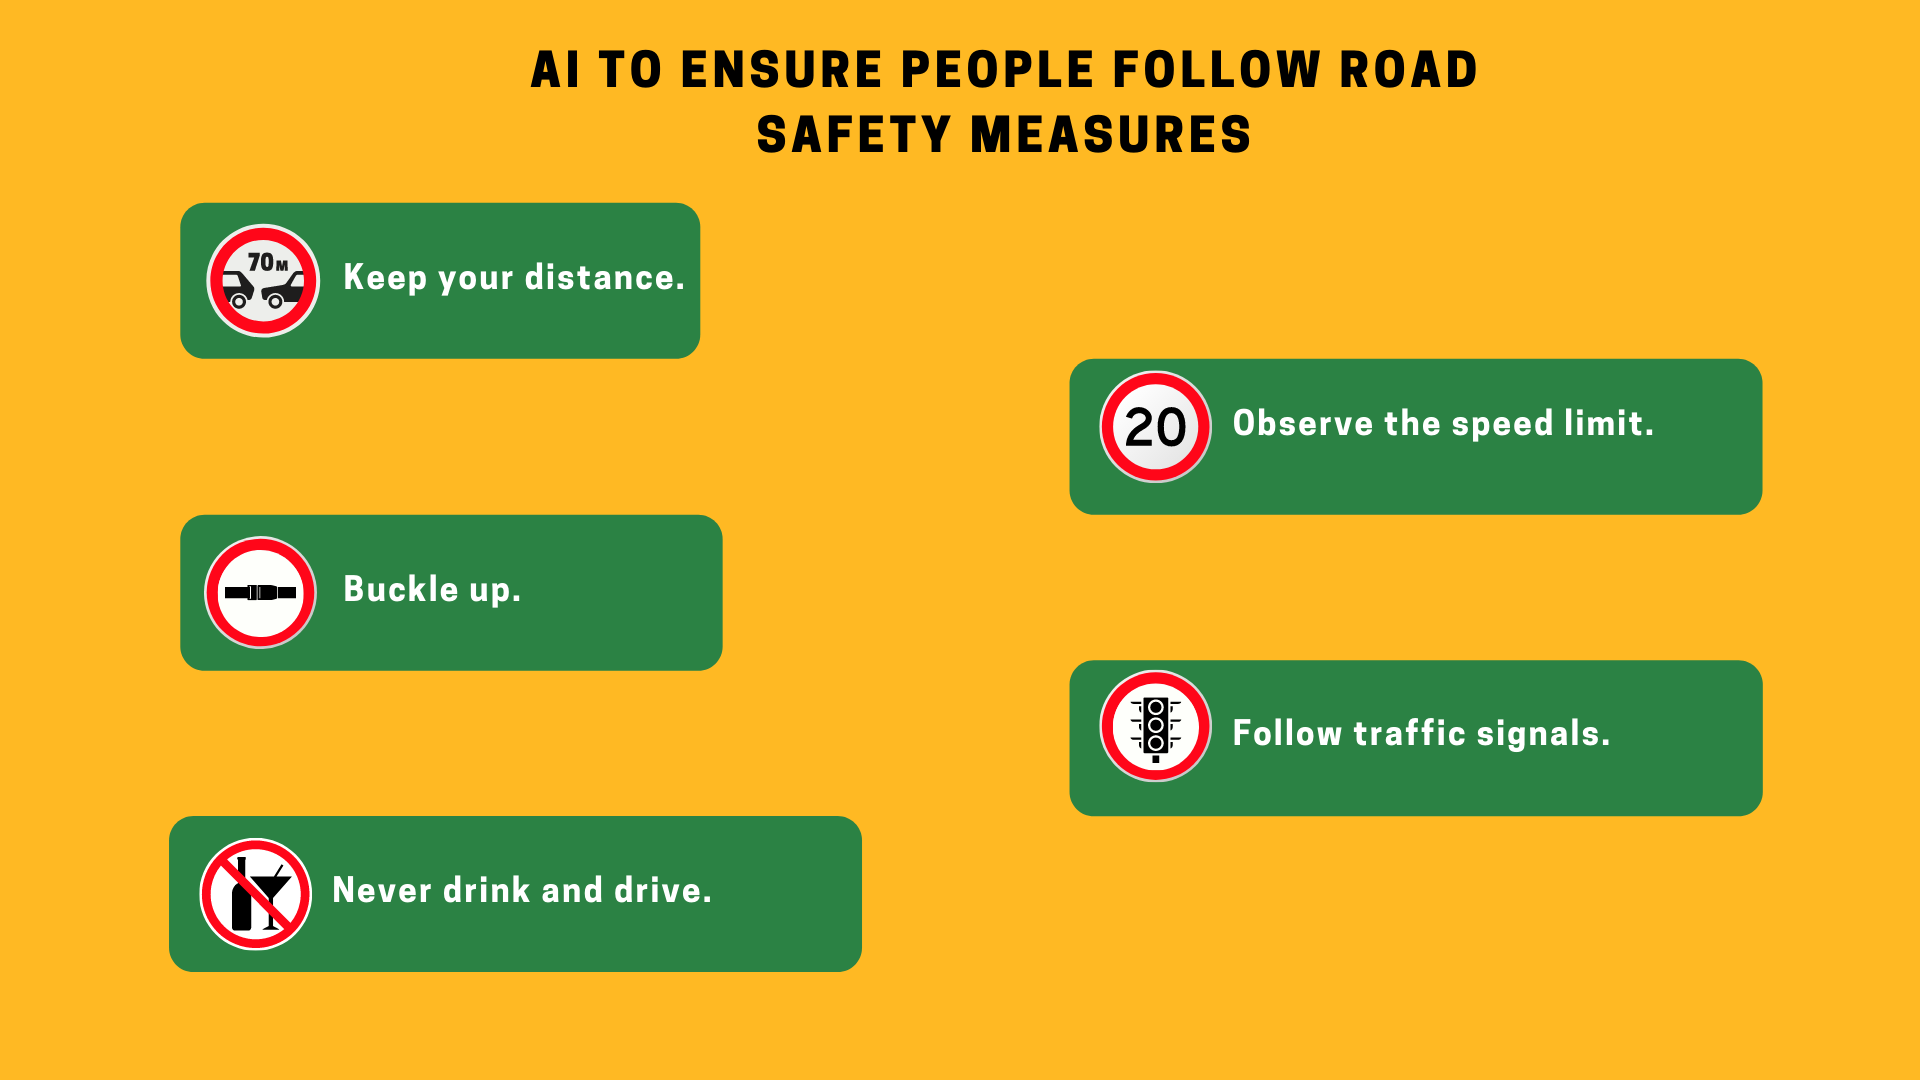 AI TO ENSURE PEOPLE FOLLOW ROAD
SAFETY MEASURES
70M
Keep your distance.
20
Observe the speed limit.
Buckle up.
Follow traffic signals.
Never drink and drive.